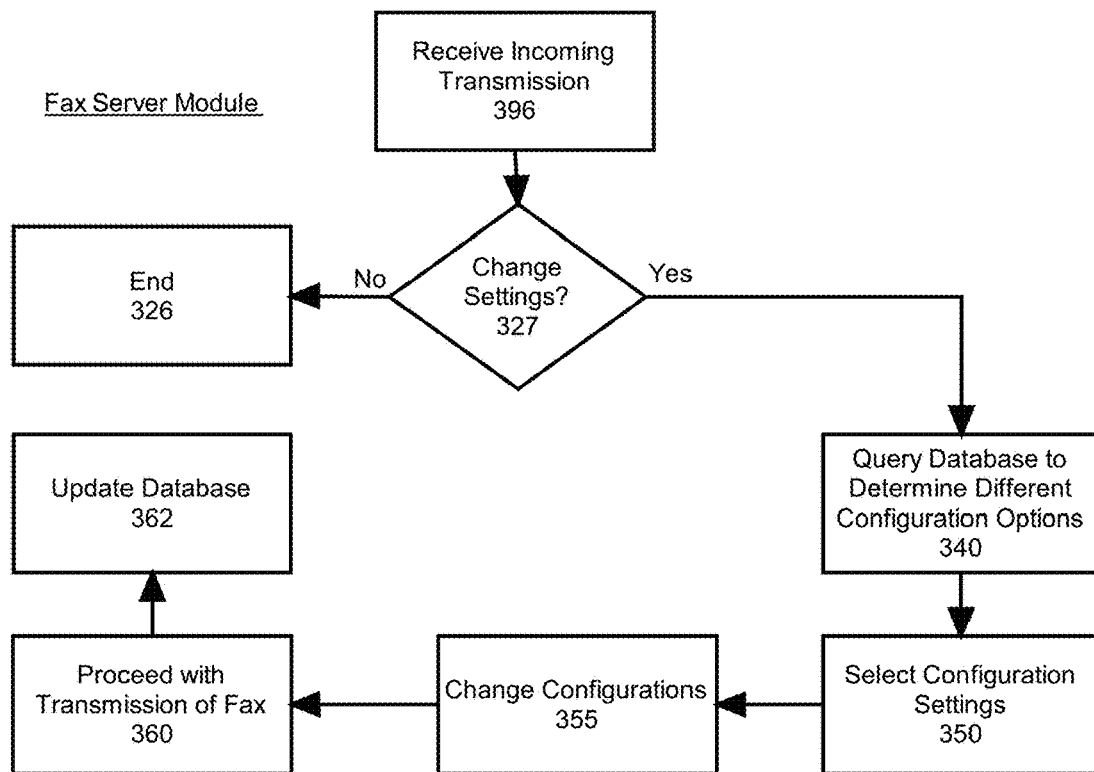 Receive Incoming
Transmission
396
Fax Server Module
Change
Settings?
327
No
Yes
End
326
Query Database to
Determine Different
Configuration Options
340
Select Configuration
Settings
350
Change Configurations
355
Proceed with
Transmission of Fax
360
Update Database
362